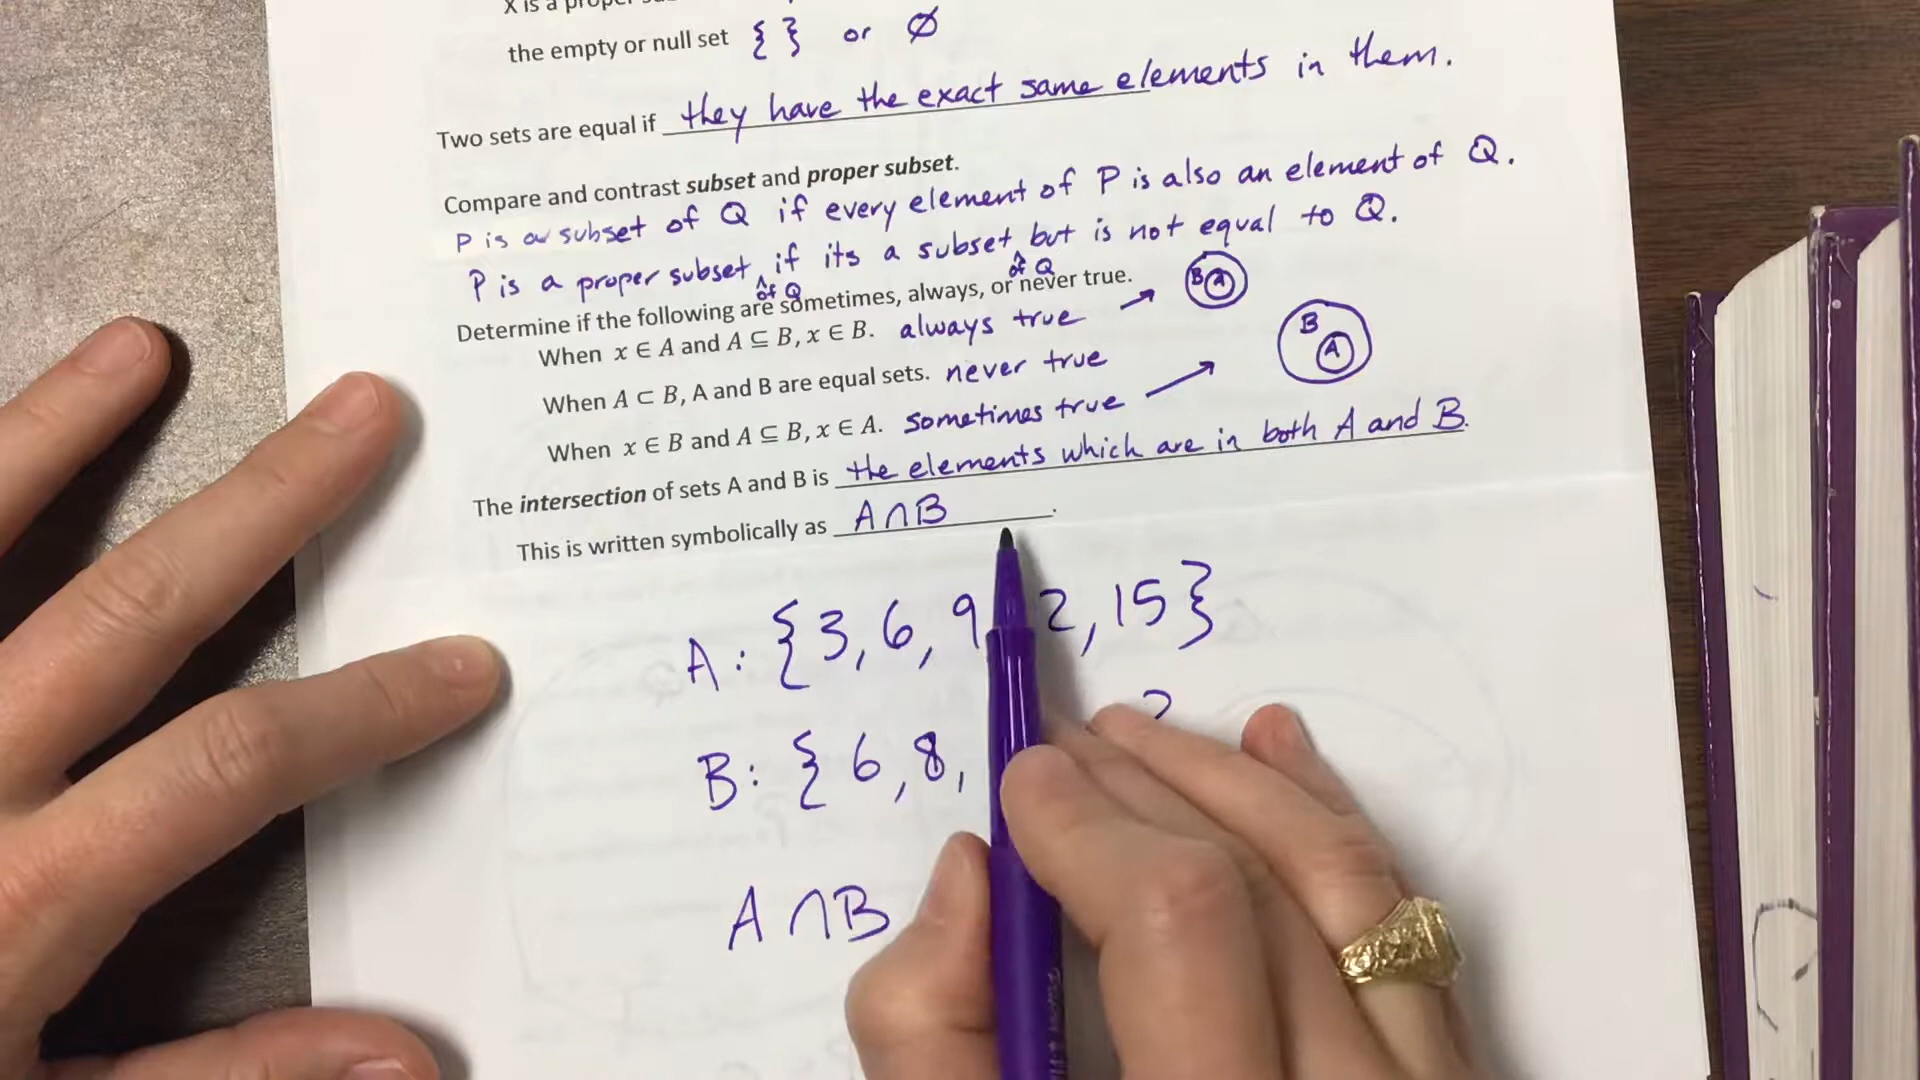 X is a proper
the empty or null set { } or ∅
Two sets are equal if they have the exact same elements in them.
Compare and contrast subset and proper subset.
P is a subset of Q if every element of P is also an element of Q.
P is a proper subset of Q if its a subset of Q but is not equal to Q.
Determine if the following are sometimes, always, or never true.
When x ∈ A and A ⊆ B, x ∈ B. always true → B A
When A ⊂ B, A and B are equal sets. never true
When x ∈ B and A ⊆ B, x ∈ A. sometimes true → B A
The intersection of sets A and B is the elements which are in both A and B.
This is written symbolically as A∩B.
A: {3, 6, 9 2, 15}
B: { 6, 8,
A∩B